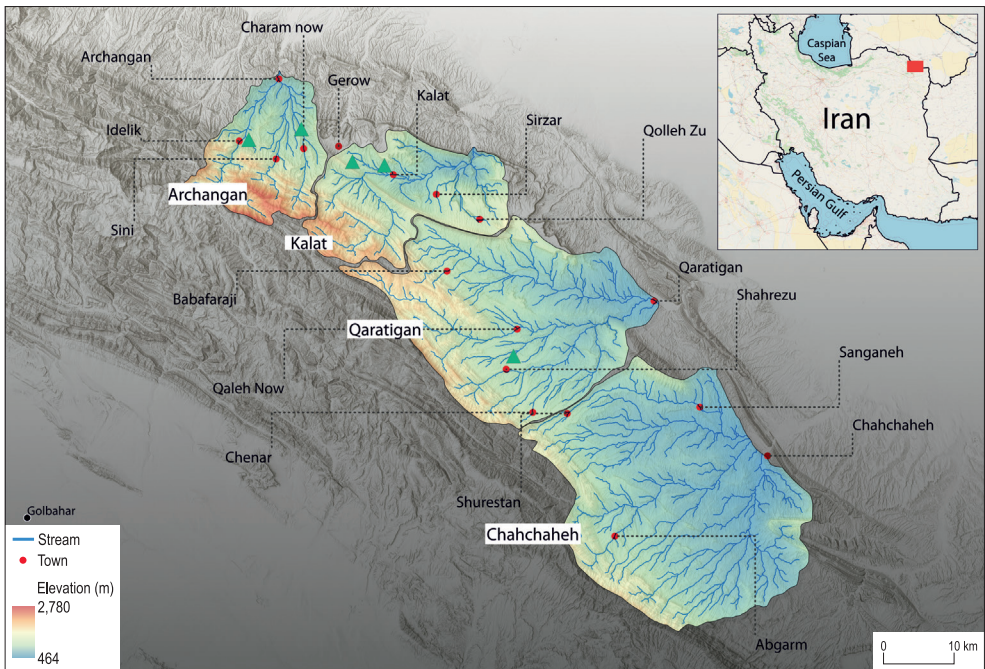 Charam now
Archangan
Gerow
Kalat
Idelik
Sirzar
Qolleh Zu
Archangan
Sini
Kalat
Babafaraji
Qaratigan
Shahrezu
Qaratigan
Sanganeh
Qaleh Now
Chahchaheh
Chenar
Shurestan
Chahchaheh
Abgarm
Golbahar
Stream
Town
Elevation (m)
2,780
464
0 10 km
Caspian
Sea
Iran
Persian Gulf